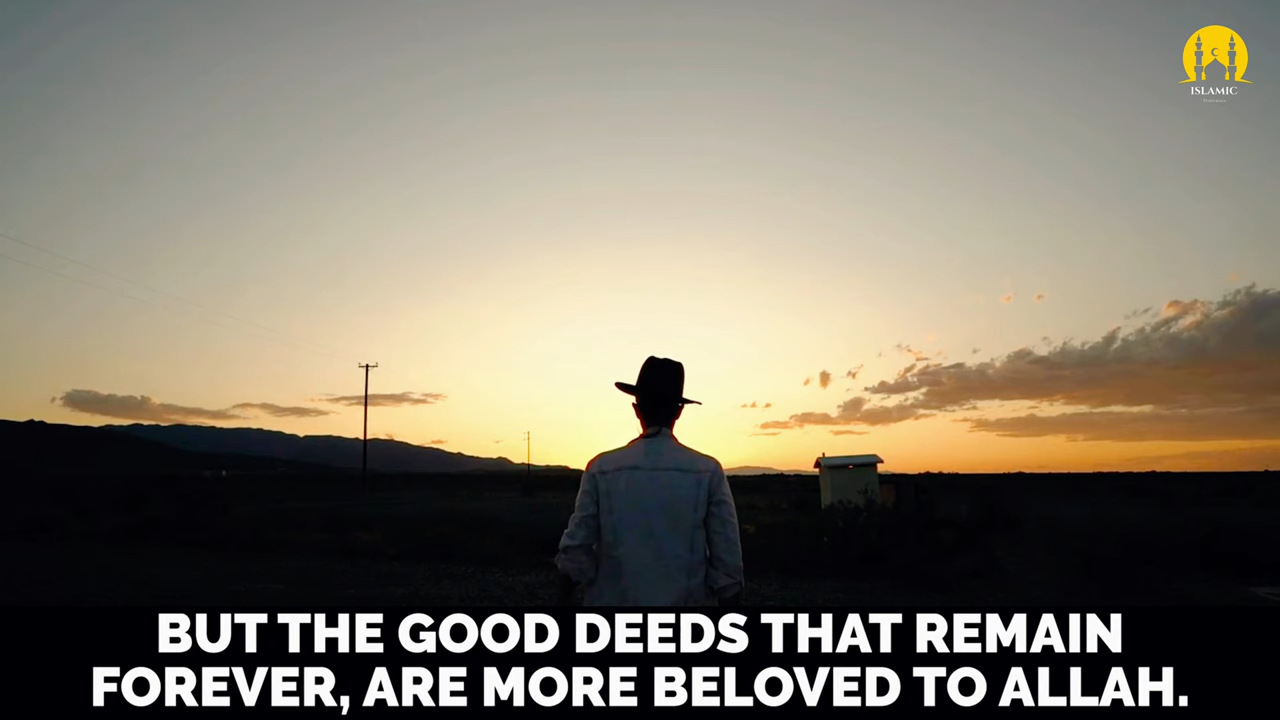 ISLAMIC
BUT THE GOOD DEEDS THAT REMAIN
FOREVER, ARE MORE BELOVED TO ALLAH.